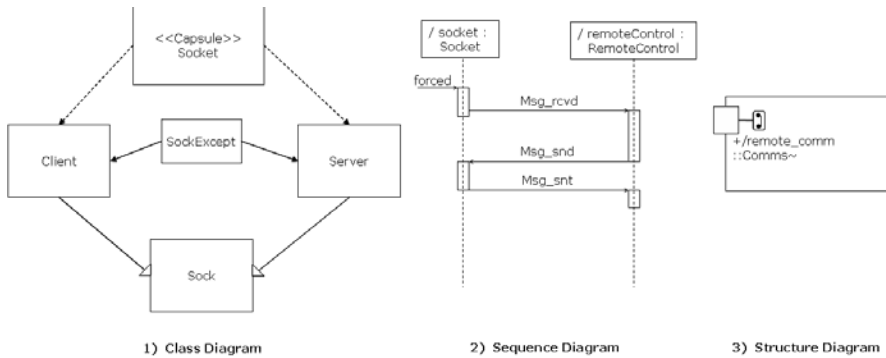 <<Capsule>>
Socket
Client
SockExcept
Server
Sock
1) Class Diagram
/ socket :
Socket
/ remoteControl :
RemoteControl
forced
Msg_rcvd
Msg_snd
Msg_snt
2) Sequence Diagram
+/remote_comm
::Comms~
3) Structure Diagram